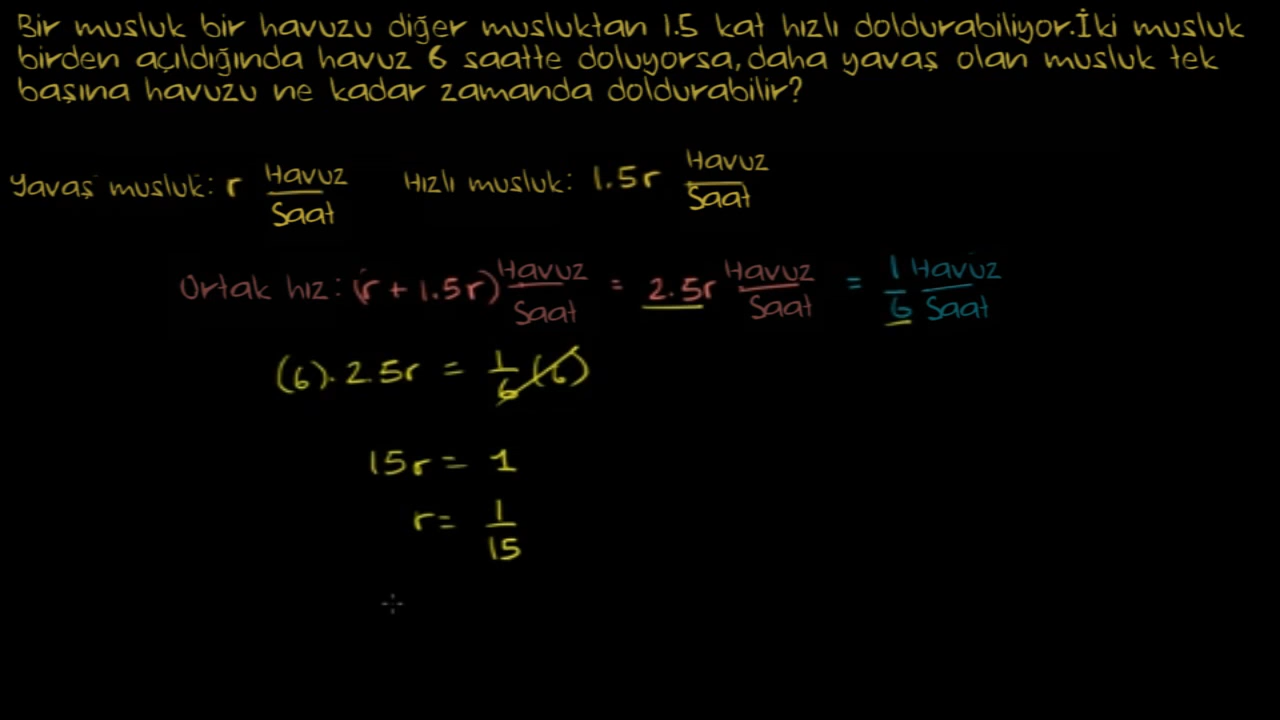 Bir musluk bir havuzu diğer musluktan 1.5 kat hızlı doldurabiliyor.İki musluk
birden açıldığında havuz 6 saatte doluyorsa, daha yavaş olan musluk tek
başına havuzu ne kadar zamanda doldurabilir?
Yavaş musluk: r Havuz/Saat Hızlı musluk: 1.5r Havuz/Saat
Ortak hız: (r + 1.5r) Havuz/Saat = 2.5r Havuz/Saat = 1/6 Havuz/Saat
(6). 2.5r = 1/6 (6)
15r = 1
r = 1/15